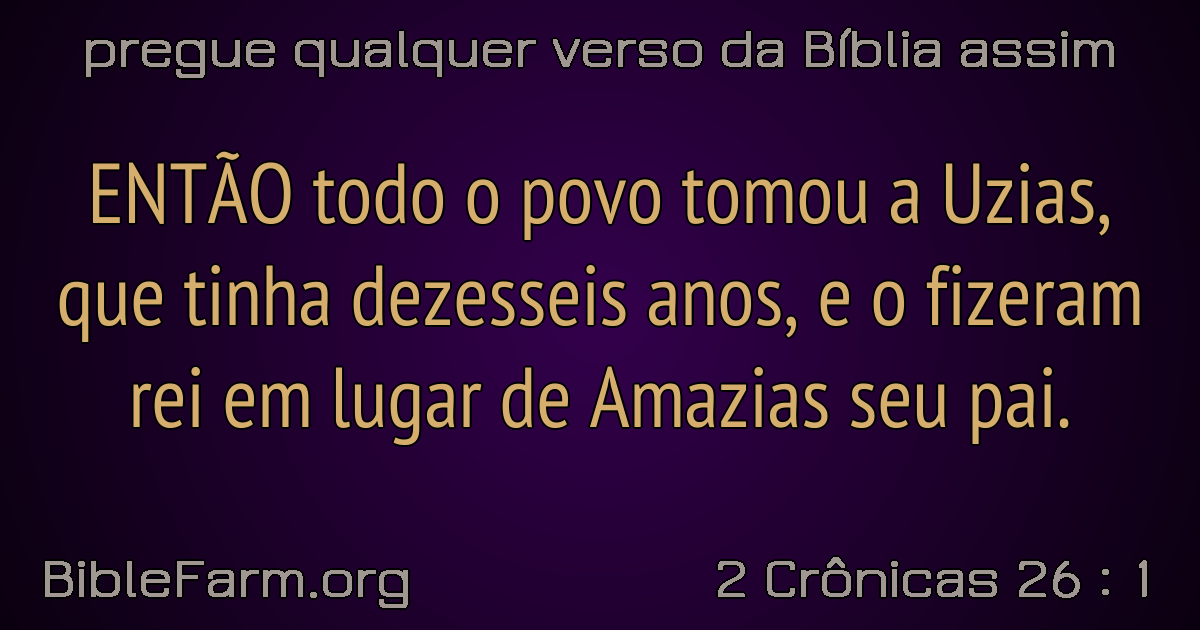 pregue qualquer verso da Bíblia assim
ENTÃO todo o povo tomou a Uzias,
que tinha dezesseis anos, e o fizeram
rei em lugar de Amazias seu pai.
BibleFarm.org
2 Crônicas 26 : 1